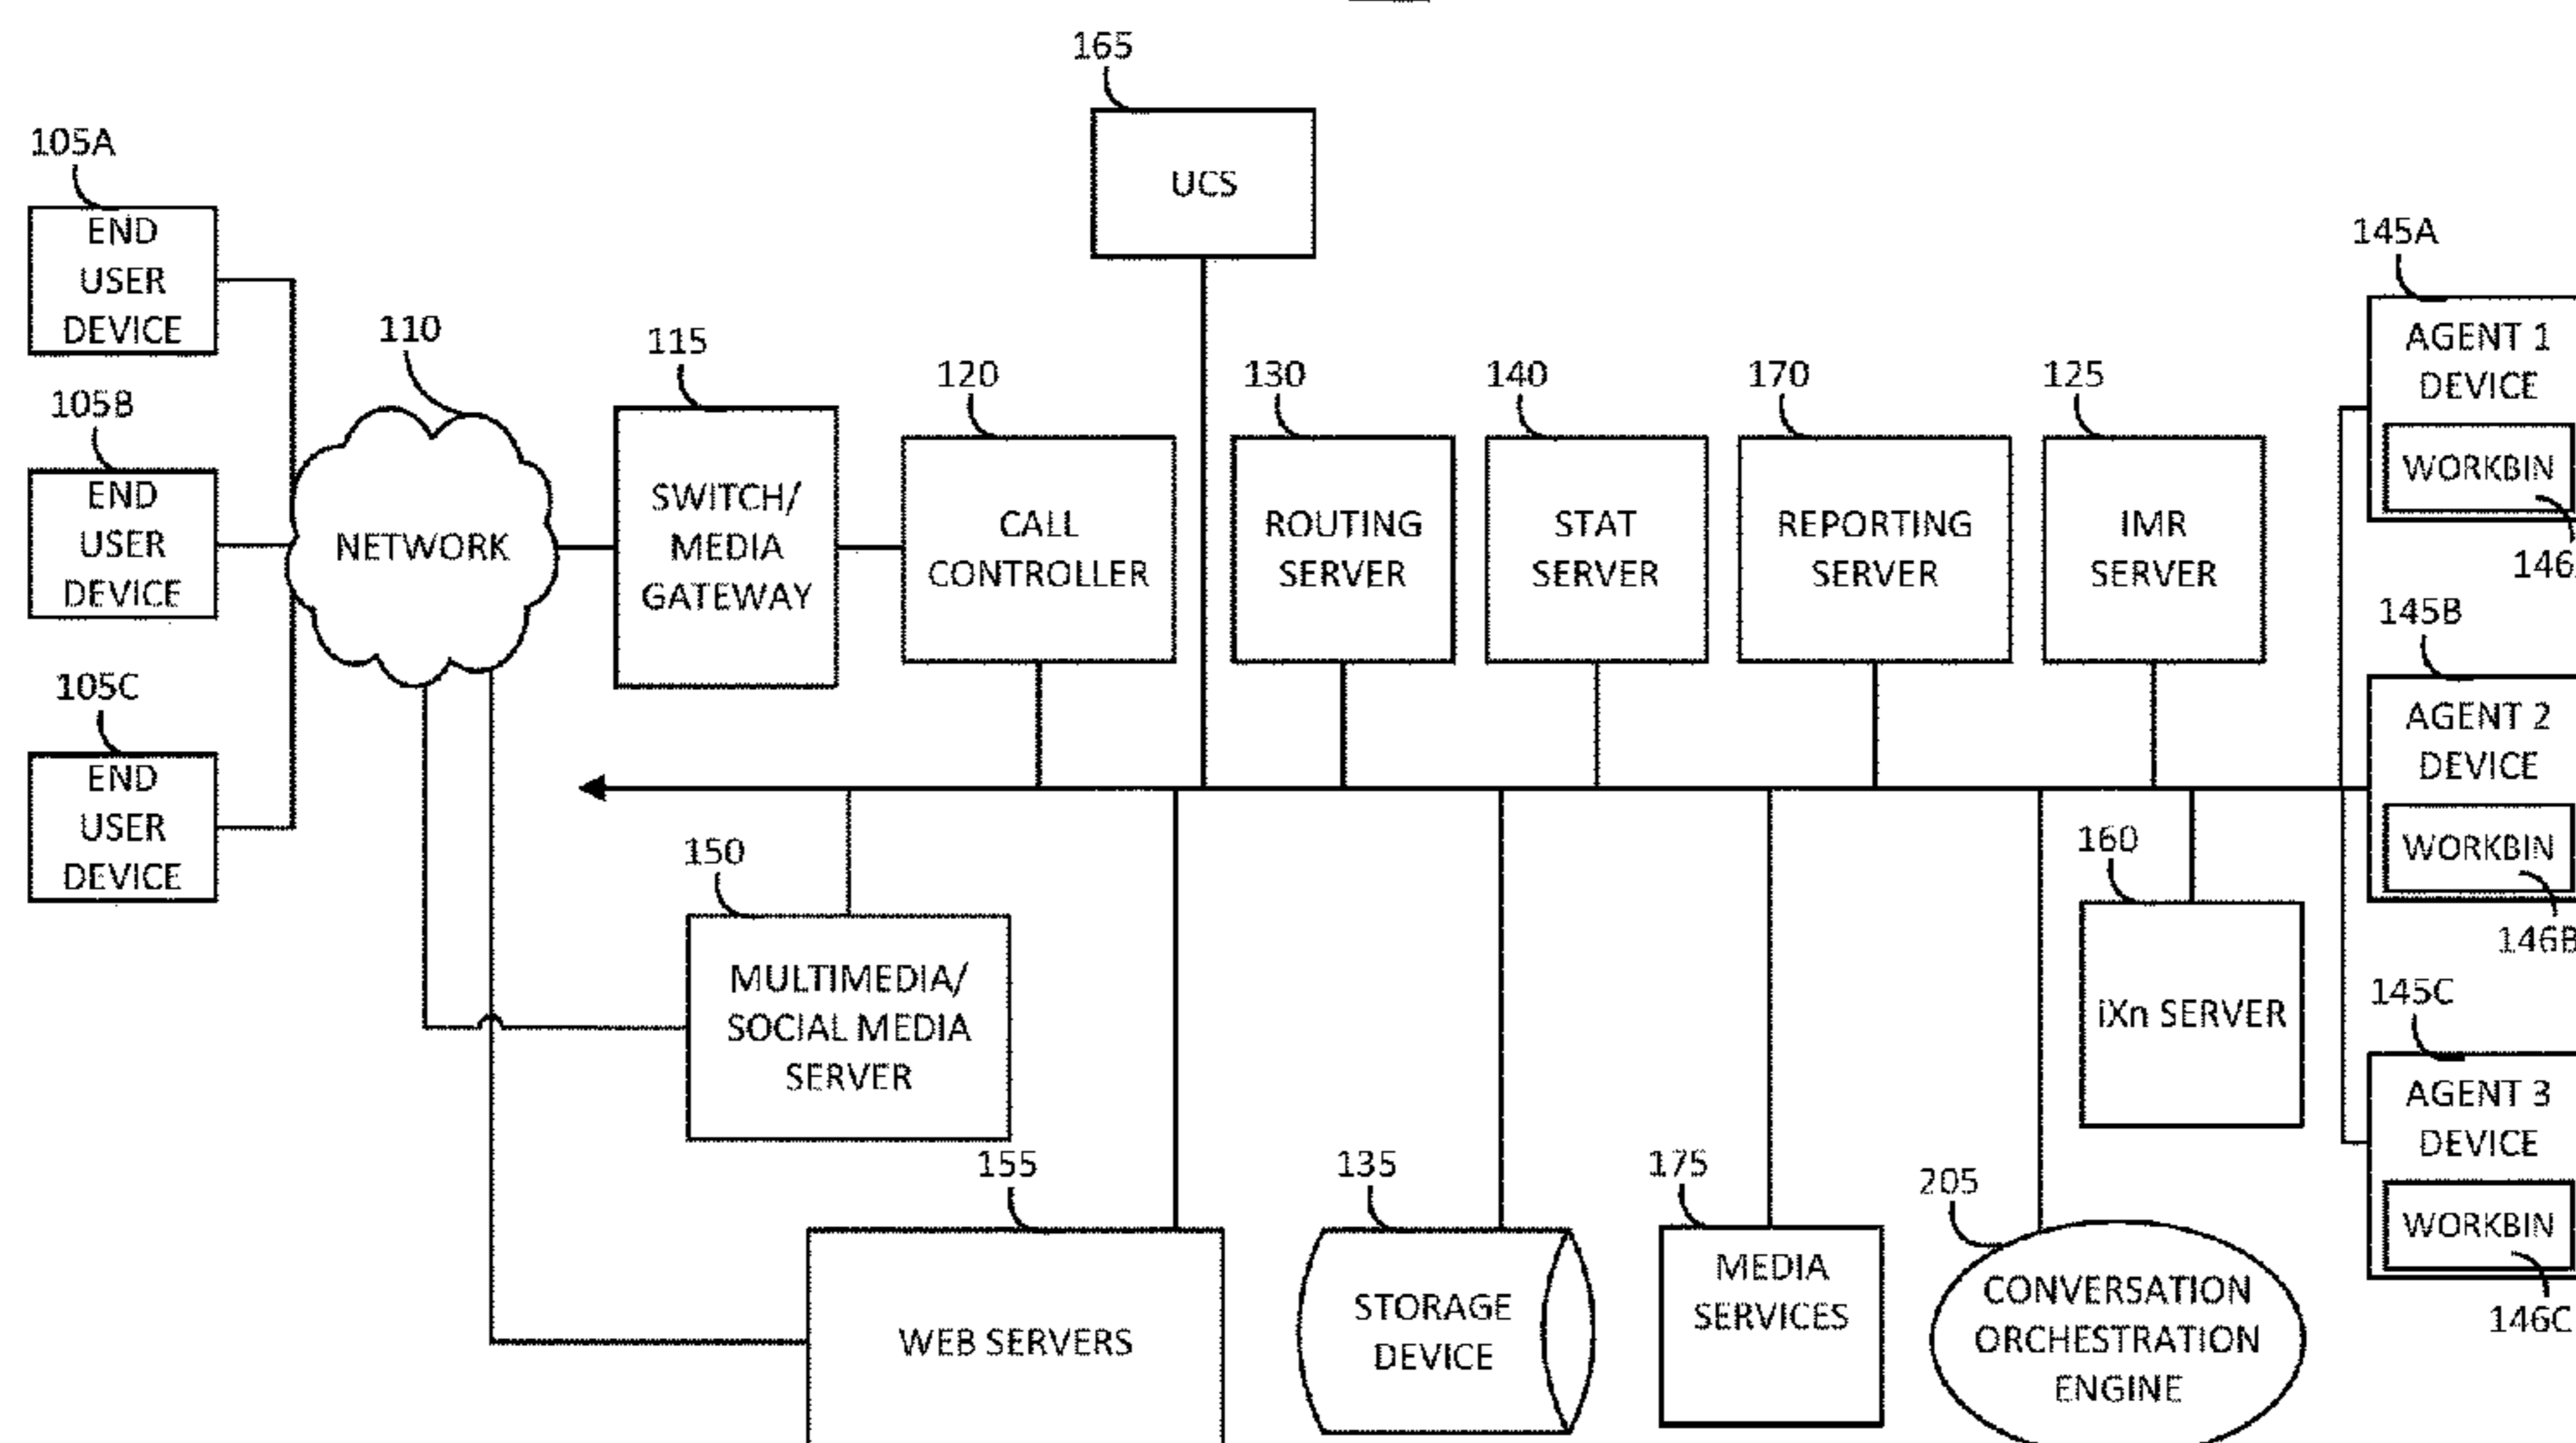 165
UCS
105A
END
USER
DEVICE
105B
END
USER
DEVICE
105C
END
USER
DEVICE
110
NETWORK
115
SWITCH/
MEDIA
GATEWAY
120
CALL
CONTROLLER
130
ROUTING
SERVER
140
STAT
SERVER
170
REPORTING
SERVER
125
IMR
SERVER
145A
AGENT 1
DEVICE
WORKBIN
146
145B
AGENT 2
DEVICE
WORKBIN
146B
145C
AGENT 3
DEVICE
WORKBIN
146C
150
MULTIMEDIA/
SOCIAL MEDIA
SERVER
160
iXn SERVER
155
WEB SERVERS
135
STORAGE
DEVICE
175
MEDIA
SERVICES
205
CONVERSATION
ORCHESTRATION
ENGINE